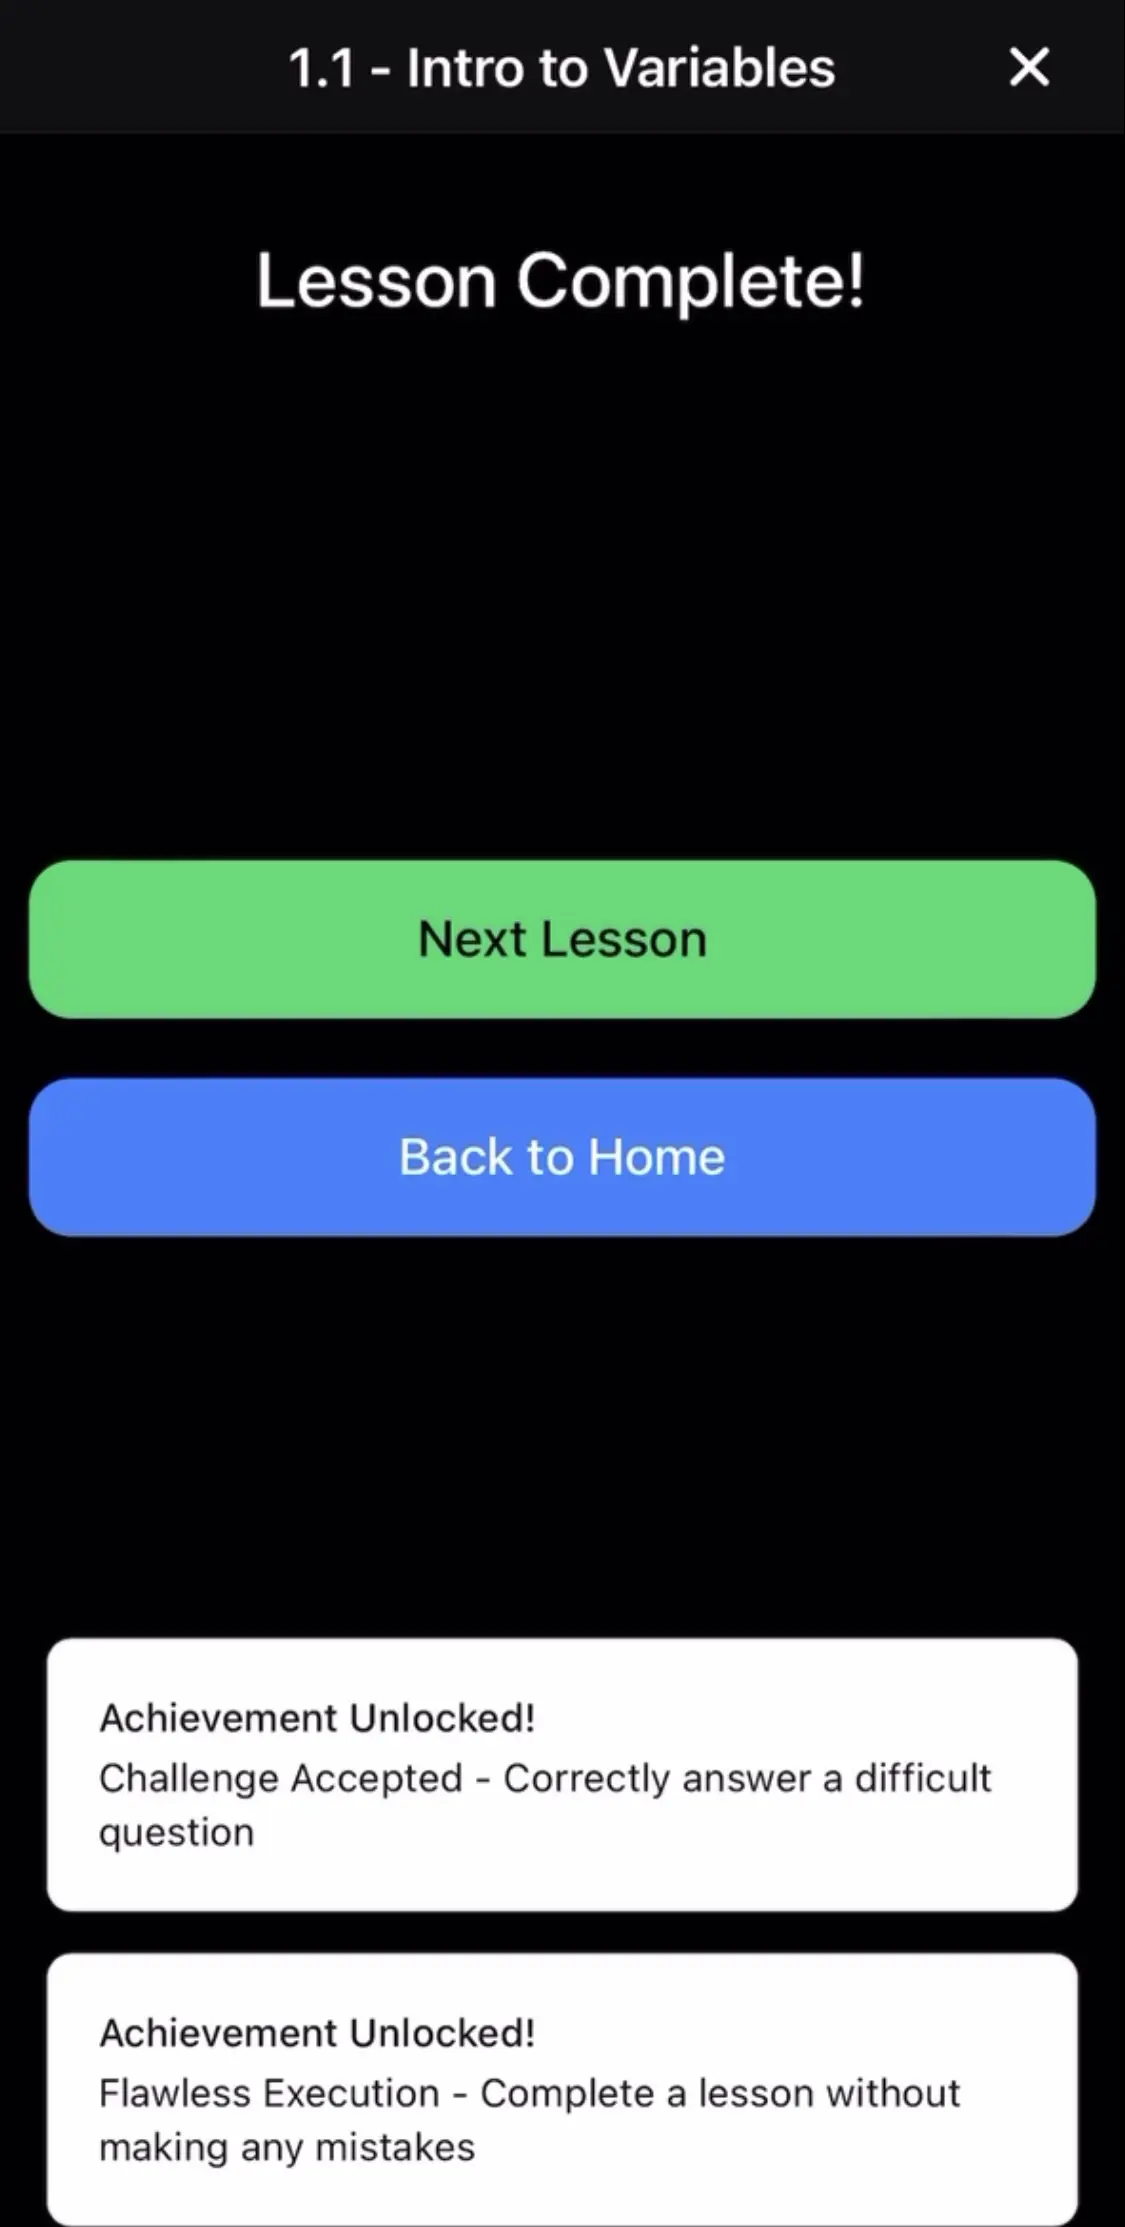 1.1 - Intro to Variables
Lesson Complete!
Next Lesson
Back to Home
Achievement Unlocked!
Challenge Accepted - Correctly answer a difficult
question
Achievement Unlocked!
Flawless Execution - Complete a lesson without
making any mistakes